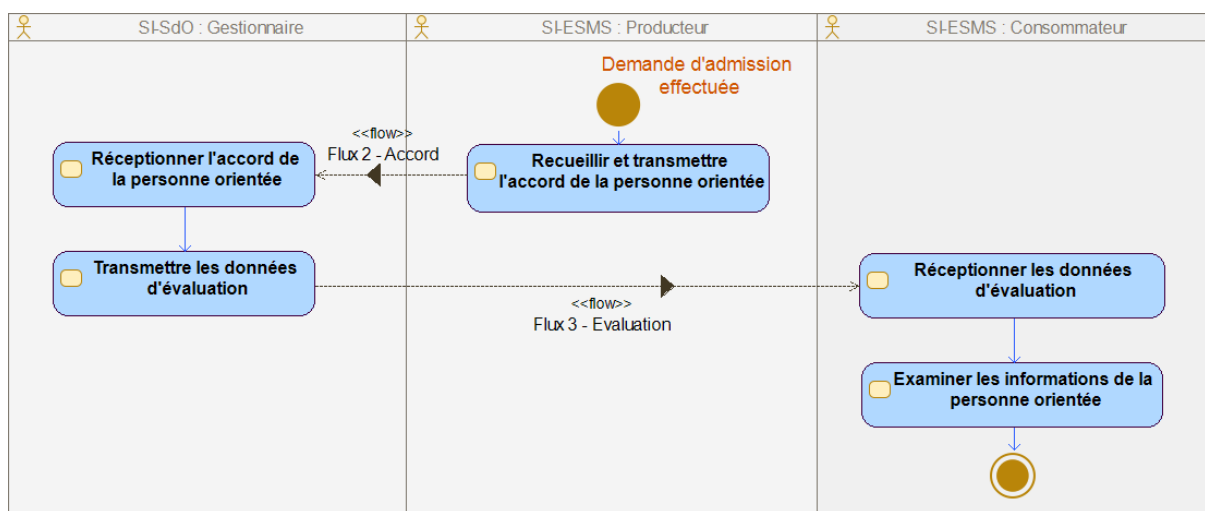 SI-SdO : Gestionnaire
SI-ESMS : Producteur
SI-ESMS : Consommateur
Demande d'admission
effectuée
<<flow>>
Flux 2 - Accord
Réceptionner l'accord de
la personne orientée
Recueillir et transmettre
l'accord de la personne orientée
Transmettre les données
d'évaluation
<<flow>>
Flux 3 - Evaluation
Réceptionner les données
d'évaluation
Examiner les informations de la
personne orientée